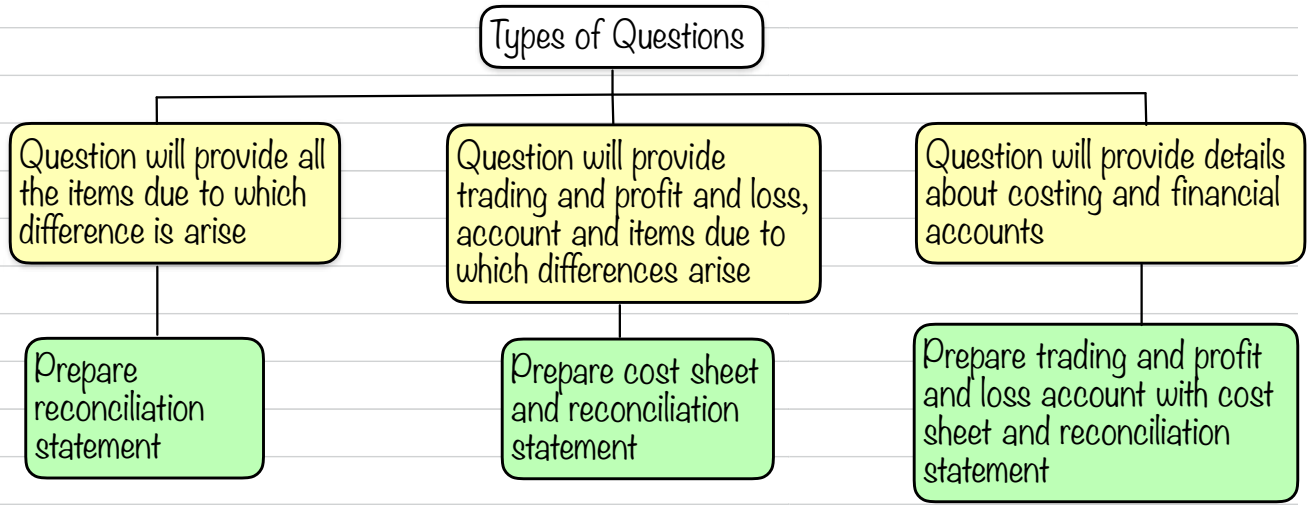 Types of Questions
Question will provide all
the items due to which
difference is arise
Question will provide
trading and profit and loss,
account and items due to
which differences arise
Question will provide details
about costing and financial
accounts
Prepare
reconciliation
statement
Prepare cost sheet
and reconciliation
statement
Prepare trading and profit
and loss account with cost
sheet and reconciliation
statement